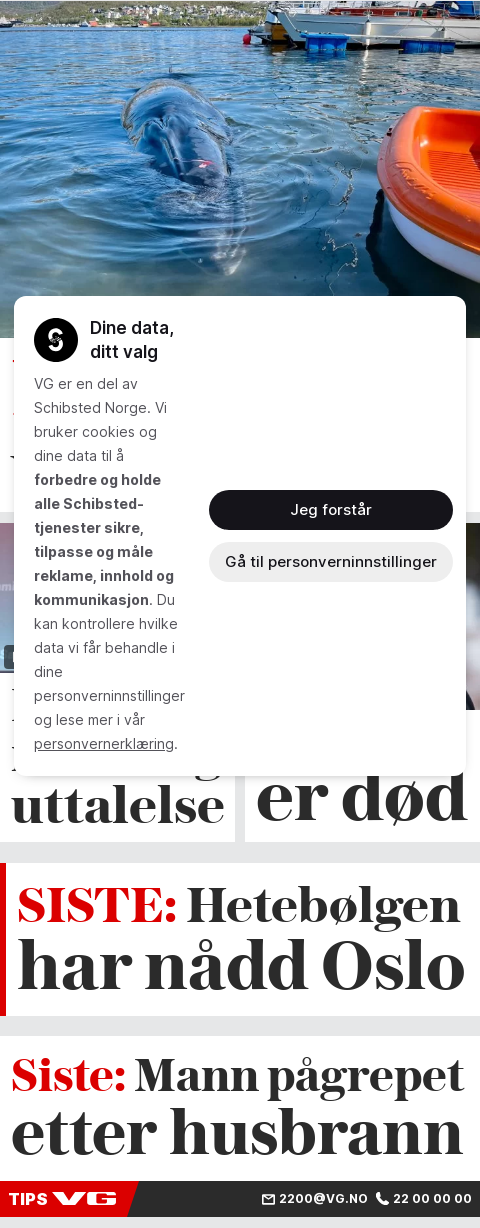 Dine data,
ditt valg
VG er en del av
Schibsted Norge. Vi
bruker cookies og
dine data til å
forbedre og holde
alle Schibsted-
tjenester sikre,
tilpasse og måle
reklame, innhold og
kommunikasjon. Du
kan kontrollere hvilke
data vi får behandle i
dine
personverninnstillinger
og lese mer i vår
personvernerklæring.
Jeg forstår
Gå til personverninnstillinger
uttalelse
er død
SISTE: Hetebølgen
har nådd Oslo
Siste: Mann pågrepet
etter husbrann
TIPS VG 2200@VG.NO 22 00 00 00